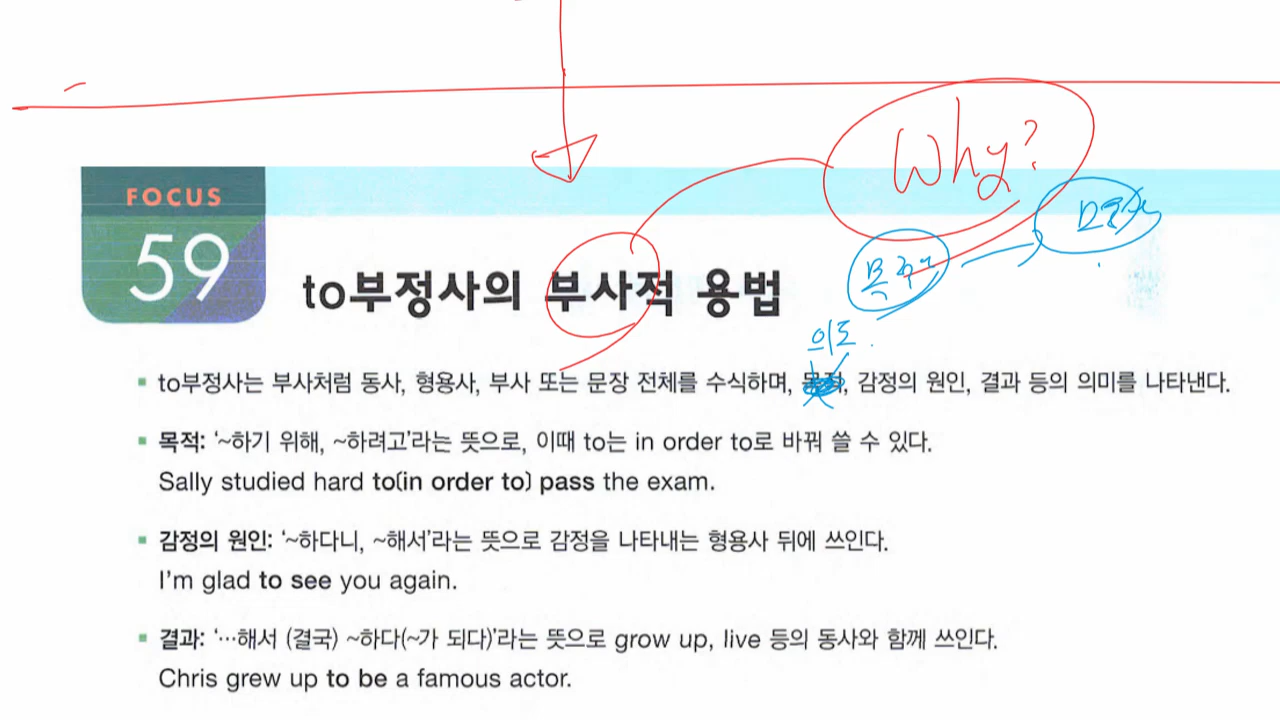 Why?
FOCUS
59
to부정사의 부사적 용법
의도
to부정사는 부사처럼 동사, 형용사, 부사 또는 문장 전체를 수식하며, 목적, 감정의 원인, 결과 등의 의미를 나타낸다.
목적: ‘~하기 위해, ~하려고’라는 뜻으로, 이때 to는 in order to로 바꿔 쓸 수 있다.
Sally studied hard to(in order to) pass the exam.
감정의 원인: ‘~하다니, ~해서’라는 뜻으로 감정을 나타내는 형용사 뒤에 쓰인다.
I’m glad to see you again.
결과: ‘…해서 (결국) ~하다(~가 되다)’라는 뜻으로 grow up, live 등의 동사와 함께 쓰인다.
Chris grew up to be a famous actor.